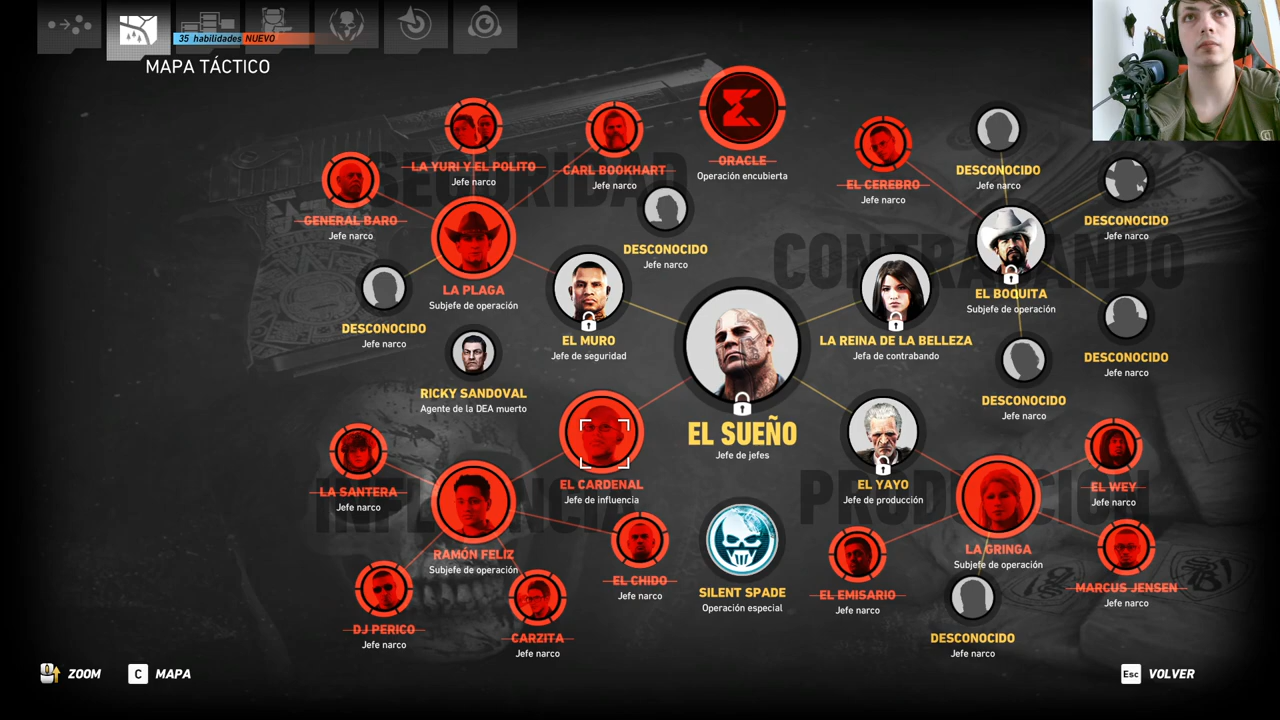 35 habilidades NUEVO
MAPA TÁCTICO
SEGURIDAD
LA YURI Y EL POLITO
Jefe narco
CARL BOOKHART
Jefe narco
ORACLE
Operación encubierta
EL CEREBRO
Jefe narco
DESCONOCIDO
Jefe narco
GENERAL BARO
Jefe narco
DESCONOCIDO
Jefe narco
DESCONOCIDO
Jefe narco
CONTRABANDO
LA PLAGA
Subjefe de operación
EL BOQUITA
Subjefe de operación
DESCONOCIDO
Jefe narco
EL MURO
Jefe de seguridad
LA REINA DE LA BELLEZA
Jefa de contrabando
DESCONOCIDO
Jefe narco
RICKY SANDOVAL
Agente de la DEA muerto
DESCONOCIDO
Jefe narco
EL SUEÑO
Jefe de jefes
EL CARDENAL
Jefe de influencia
EL YAYO
Jefe de producción
LA SANTERA
Jefe narco
EL WEY
Jefe narco
INFLUENCIA
PRODUCCION
RAMÓN FELIZ
Subjefe de operación
LA GRINGA
Subjefe de operación
EL CHIDO
Jefe narco
SILENT SPADE
Operación especial
EL EMISARIO
Jefe narco
MARCUS JENSEN
Jefe narco
DJ PERICO
Jefe narco
CARZITA
Jefe narco
DESCONOCIDO
Jefe narco
ZOOM
C MAPA
Esc VOLVER